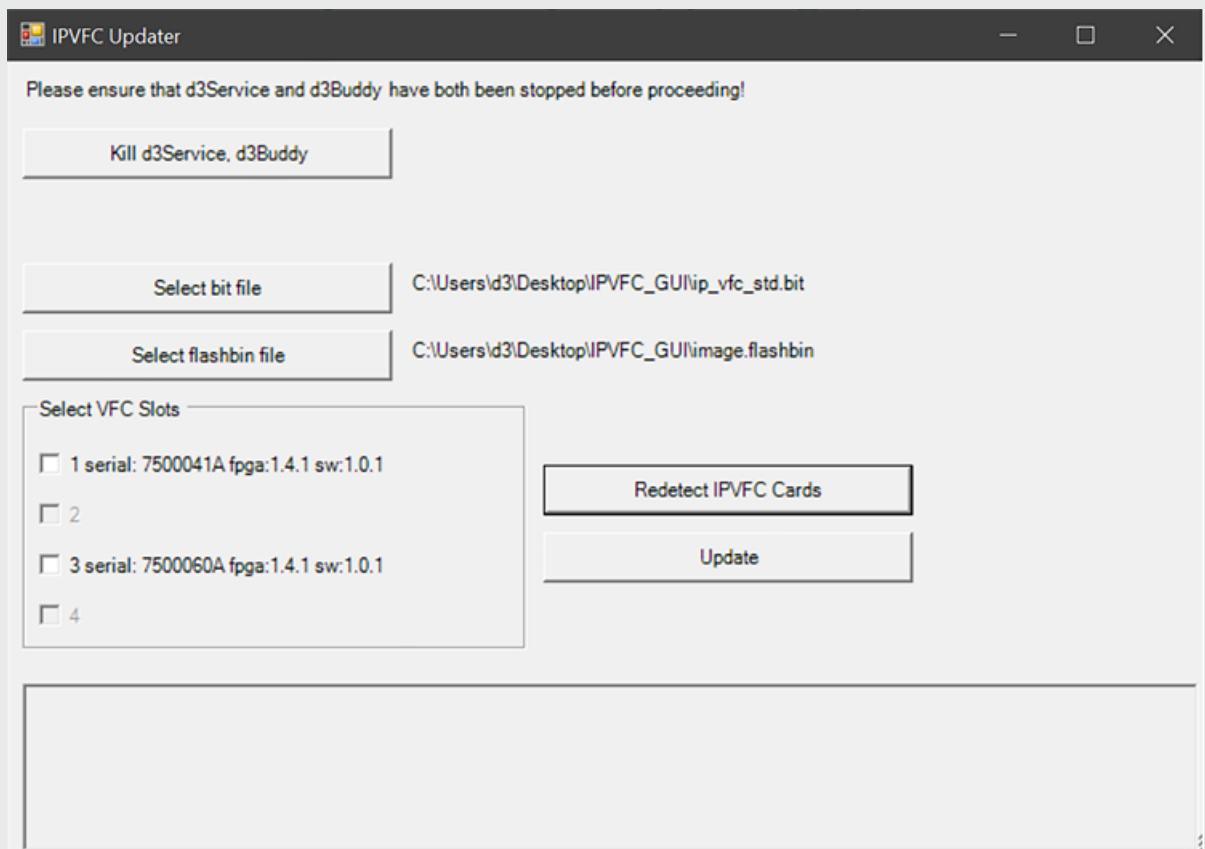 IPVFC Updater
Please ensure that d3Service and d3Buddy have both been stopped before proceeding!
Kill d3Service, d3Buddy
Select bit file
C:\Users\d3\Desktop\IPVFC_GUI\ip_vfc_std.bit
Select flashbin file
C:\Users\d3\Desktop\IPVFC_GUI\image.flashbin
Select VFC Slots
1 serial: 7500041A fpga:1.4.1 sw:1.0.1
2
3 serial: 7500060A fpga:1.4.1 sw:1.0.1
4
Redetect IPVFC Cards
Update